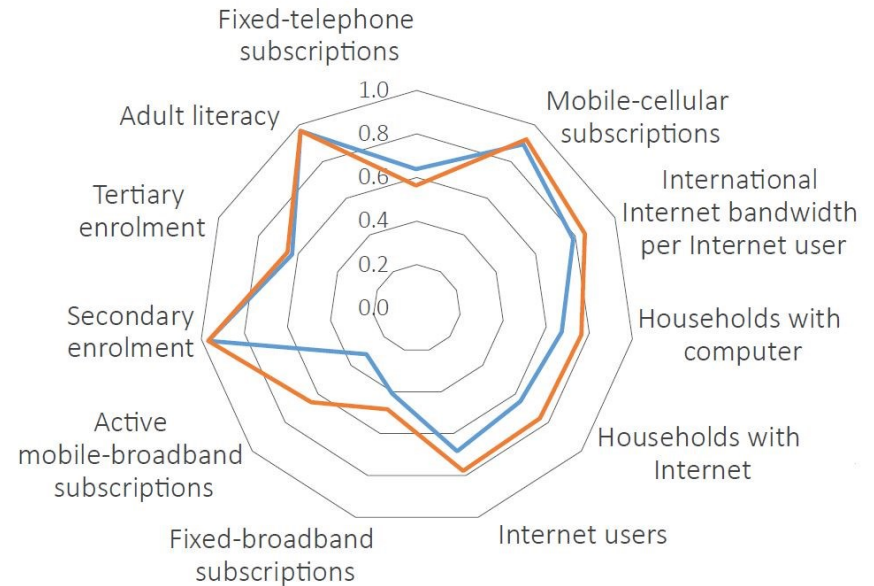 Fixed-telephone
subscriptions
Mobile-cellular
subscriptions
International
Internet bandwidth
per Internet user
Households with
computer
Households with
Internet
Internet users
Fixed-broadband
subscriptions
Active
mobile-broadband
subscriptions
Secondary
enrolment
Tertiary
enrolment
Adult literacy
1.0
0.8
0.6
0.4
0.2
0.0